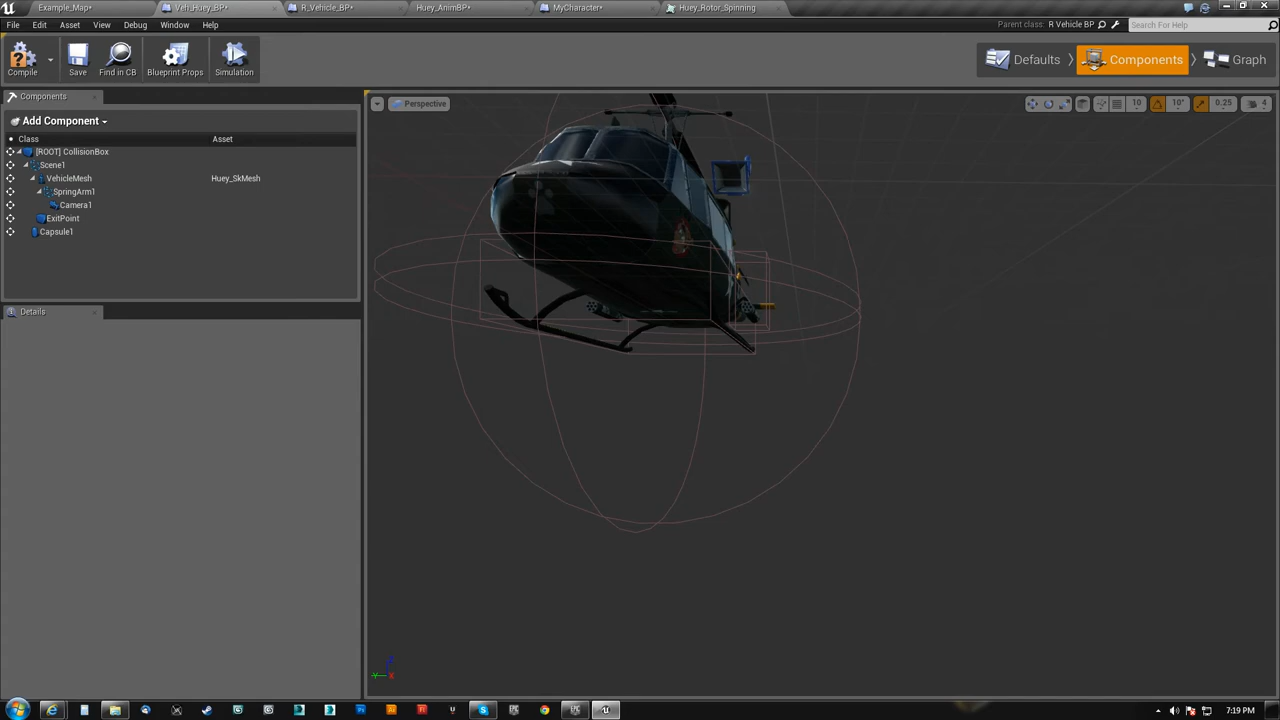 Example_Map*
Veh_Huey_BP*
R_Vehicle_BP*
Huey_AnimBP*
MyCharacter*
Huey_Rotor_Spinning
File Edit Asset View Debug Window Help
Parent class: R Vehicle BP
Search For Help
Compile
Save
Find in CB
Blueprint Props
Simulation
Defaults
Components
Graph
Components
Perspective
10
10°
0.25
4
Add Component
Class Asset
[ROOT] CollisionBox
Scene1
VehicleMesh Huey_SkMesh
SpringArm1
Camera1
ExitPoint
Capsule1
Details
7:19 PM